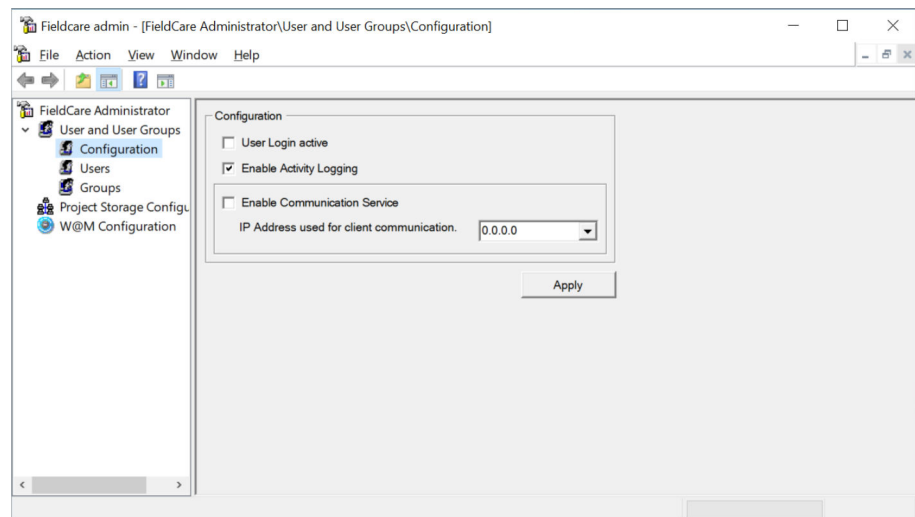 Fieldcare admin - [FieldCare Administrator\User and User Groups\Configuration]
File Action View Window Help
FieldCare Administrator
User and User Groups
Configuration
Users
Groups
Project Storage Configu
W@M Configuration
Configuration
User Login active
Enable Activity Logging
Enable Communication Service
IP Address used for client communication.
0.0.0.0
Apply